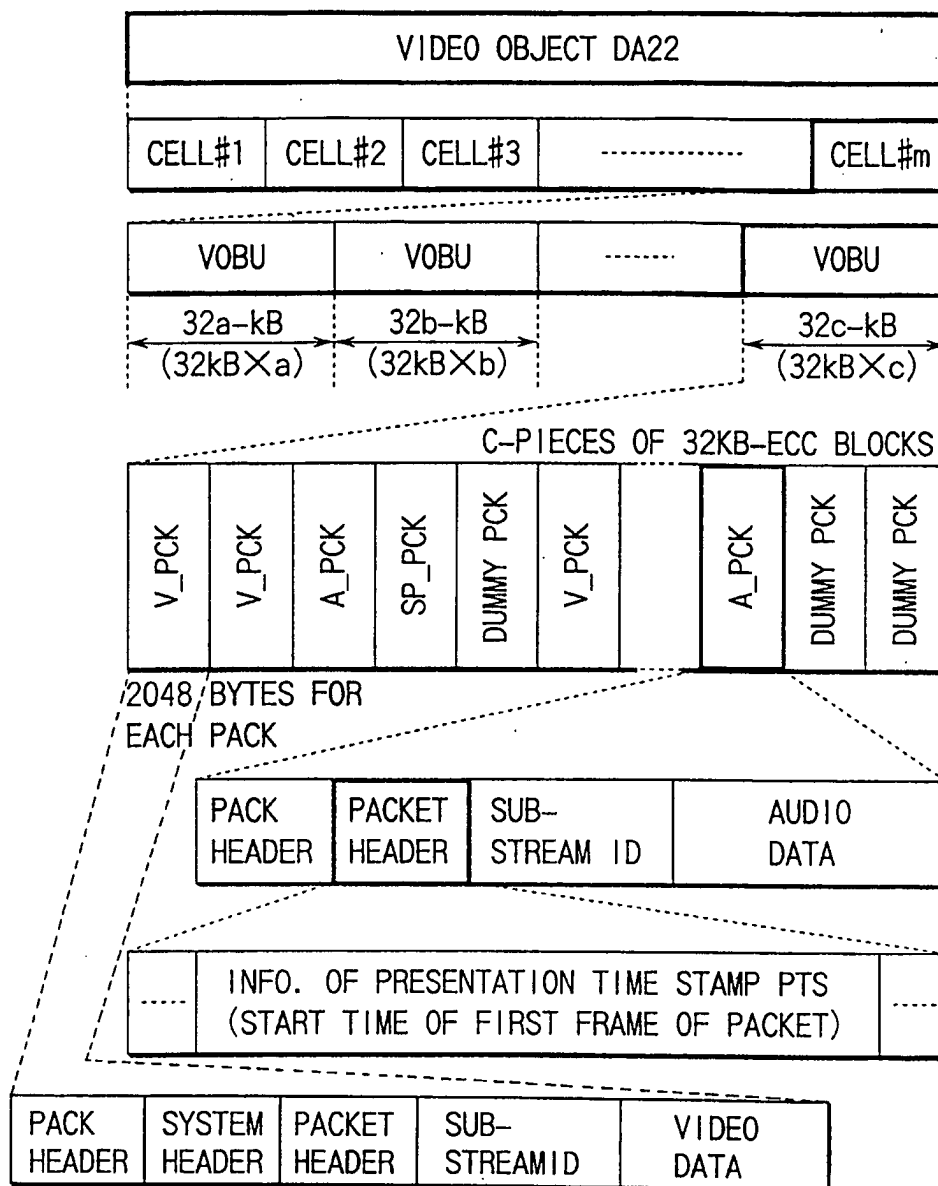 VIDEO OBJECT DA22
CELL#1 CELL#2 CELL#3 CELL#m
VOBU VOBU VOBU
32a-kB 32b-kB 32c-kB
(32kB×a) (32kB×b) (32kB×c)
C-PIECES OF 32KB-ECC BLOCKS
V_PCK V_PCK A_PCK SP_PCK DUMMY PCK V_PCK A_PCK DUMMY PCK DUMMY PCK
2048 BYTES FOR
EACH PACK
PACK PACKET SUB- AUDIO
HEADER HEADER STREAM ID DATA
INFO. OF PRESENTATION TIME STAMP PTS
(START TIME OF FIRST FRAME OF PACKET)
PACK SYSTEM PACKET SUB- VIDEO
HEADER HEADER HEADER STREAMID DATA